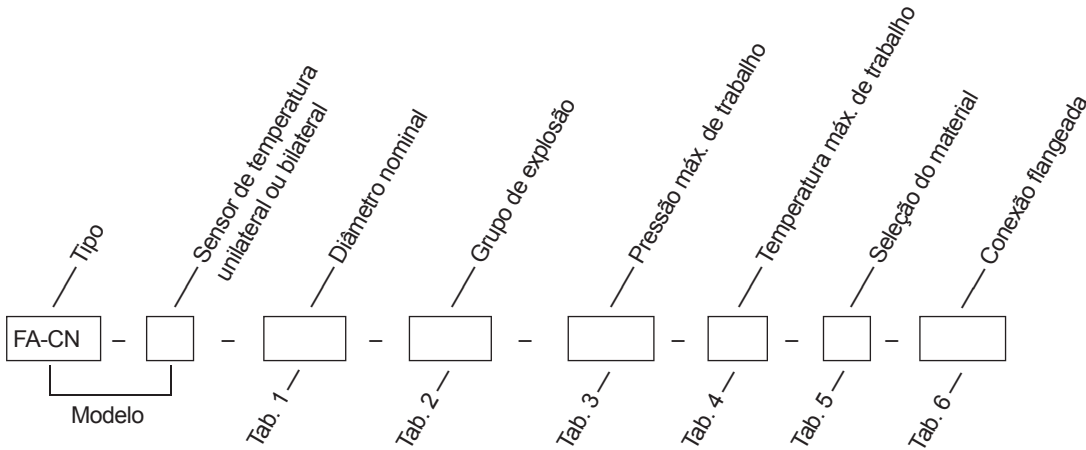 Tipo
Sensor de temperatura
unilateral ou bilateral
Diâmetro nominal
Grupo de explosão
Pressão máx. de trabalho
Temperatura máx. de trabalho
Seleção do material
Conexão flangeada
FA-CN – – – – – – –
Modelo
Tab. 1
Tab. 2
Tab. 3
Tab. 4
Tab. 5
Tab. 6